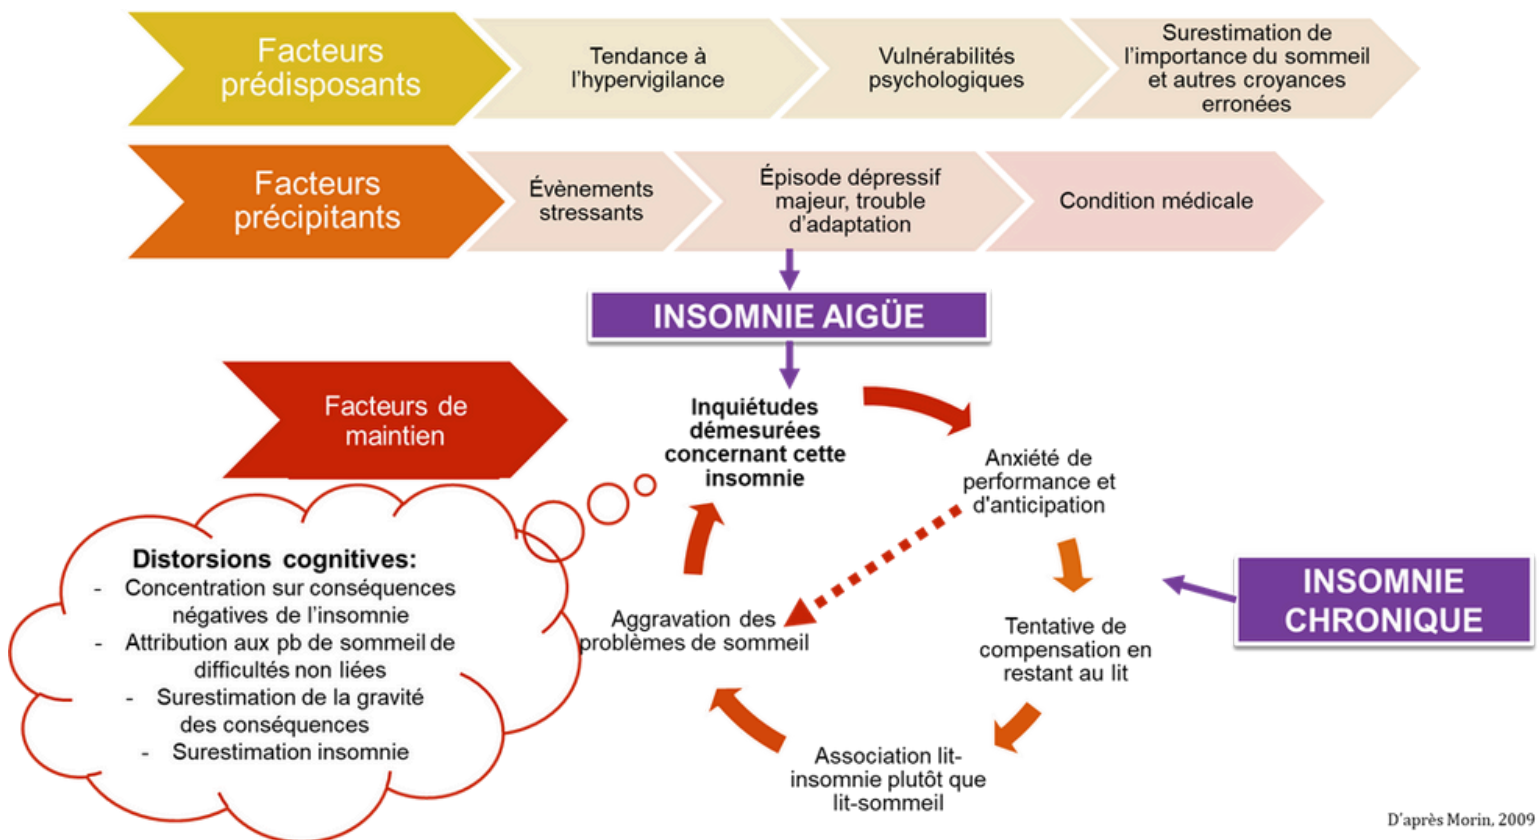 Facteurs
prédisposants
Tendance à
l'hypervigilance
Vulnérabilités
psychologiques
Surestimation de
l'importance du sommeil
et autres croyances
erronées
Facteurs
précipitants
Évènements
stressants
Épisode dépressif
majeur, trouble
d'adaptation
Condition médicale
INSOMNIE AIGÜE
Facteurs de
maintien
Inquiétudes
démesurées
concernant cette
insomnie
Anxiété de
performance et
d'anticipation
Distorsions cognitives:
- Concentration sur conséquences
négatives de l'insomnie
- Attribution aux pb de sommeil de
difficultés non liées
- Surestimation de la gravité
des conséquences
- Surestimation insomnie
Aggravation des
problèmes de sommeil
Tentative de
compensation en
restant au lit
INSOMNIE
CHRONIQUE
Association lit-
insomnie plutôt que
lit-sommeil
D'après Morin, 2009